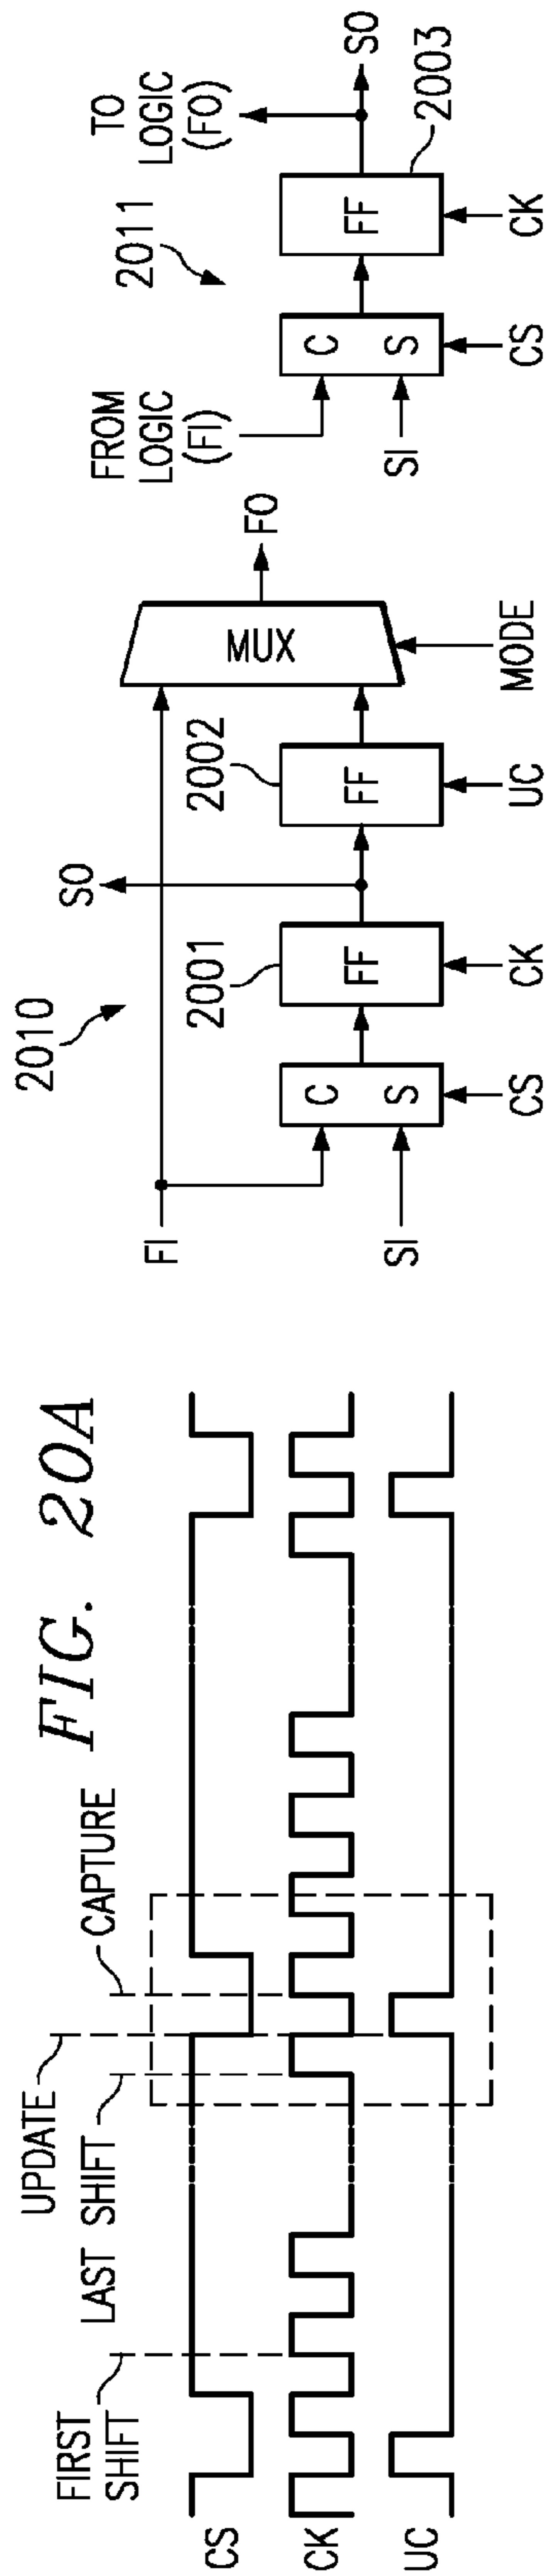 FIG. 20A
UPDATE
CAPTURE
LAST SHIFT
FIRST
SHIFT
CS
CK
UC
2010
SO
FI
2001
2002
C
S
FF
FF
MUX
FO
SI
CS
CK
UC
MODE
2011
FROM
LOGIC
(FI)
TO
LOGIC
(FO)
C
S
FF
SO
SI
2003
CS
CK